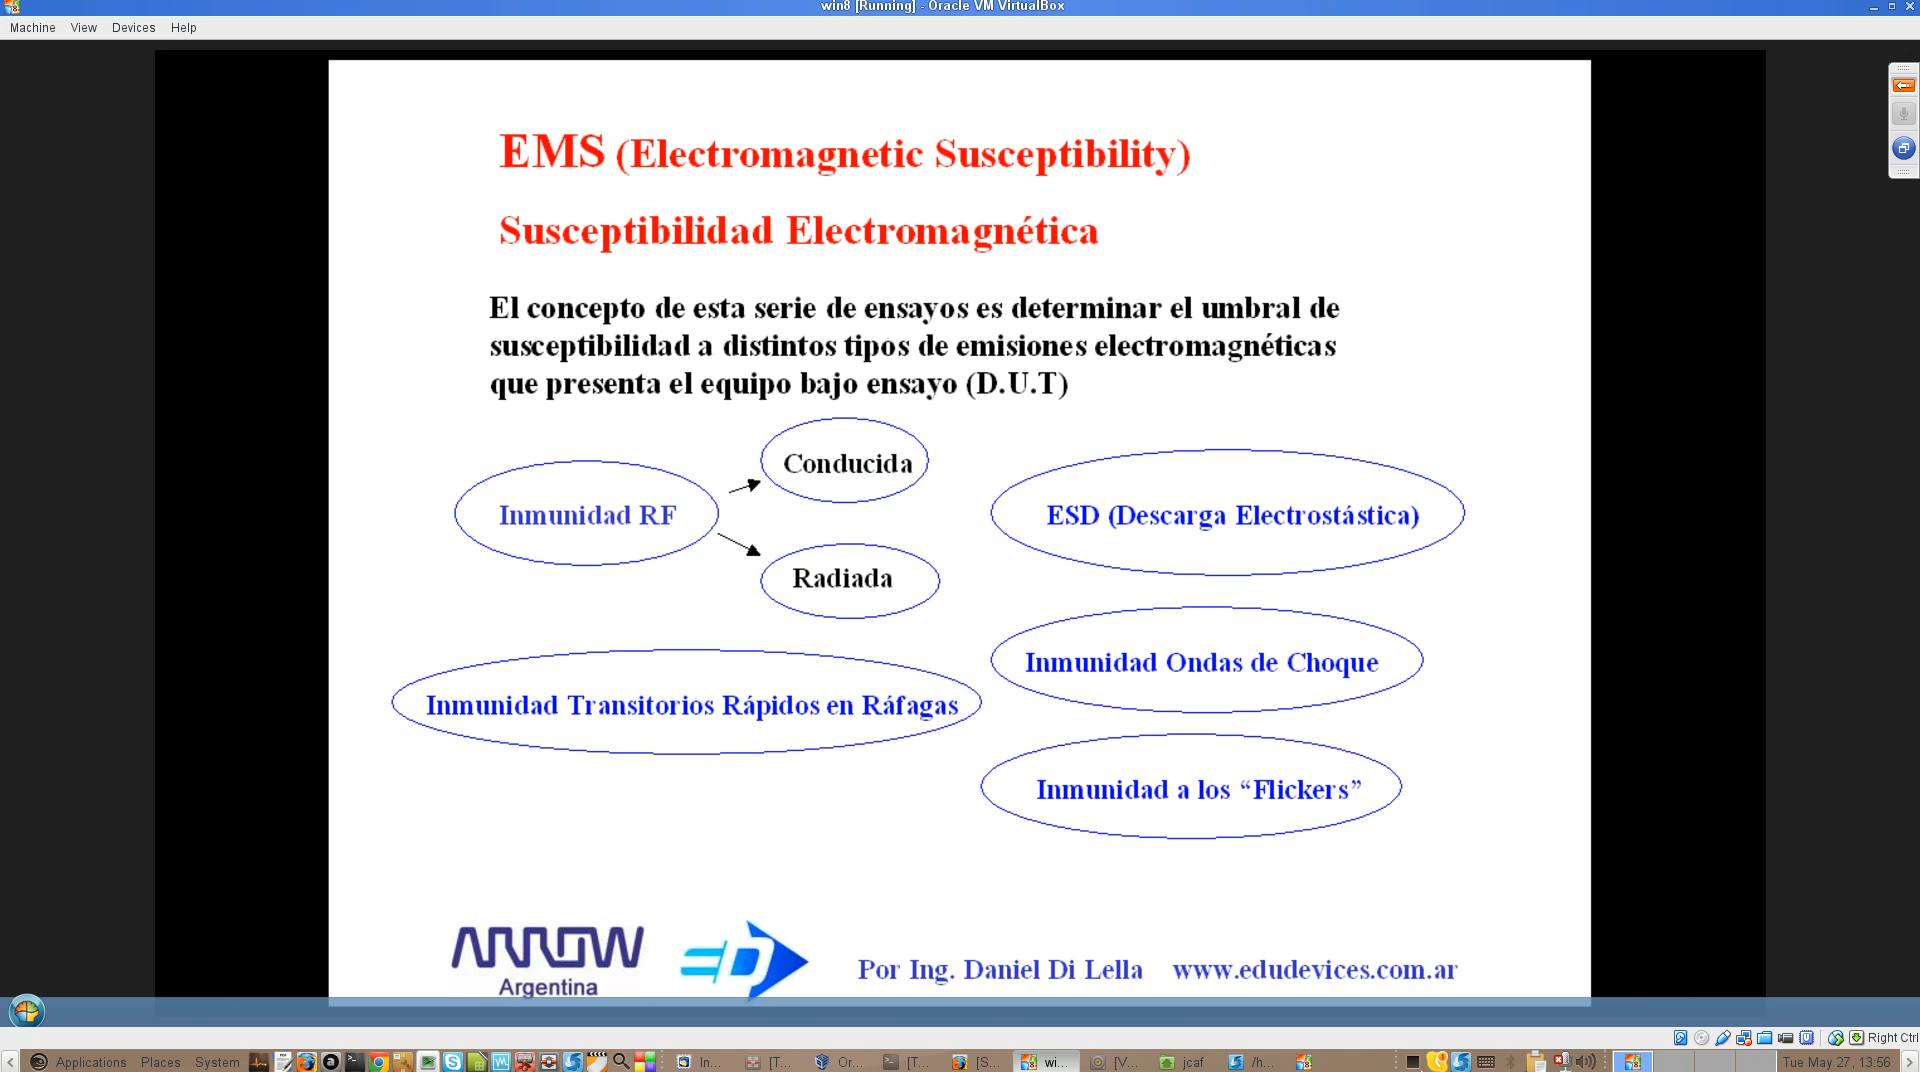 win8 [Running] - Oracle VM VirtualBox
Machine View Devices Help
EMS (Electromagnetic Susceptibility)
Susceptibilidad Electromagnética
El concepto de esta serie de ensayos es determinar el umbral de
susceptibilidad a distintos tipos de emisiones electromagnéticas
que presenta el equipo bajo ensayo (D.U.T)
Conducida
Inmunidad RF
ESD (Descarga Electrostástica)
Radiada
Inmunidad Ondas de Choque
Inmunidad Transitorios Rápidos en Ráfagas
Inmunidad a los “Flickers”
ARROW
Argentina
Por Ing. Daniel Di Lella www.edudevices.com.ar
Right Ctrl
Applications Places System In... [T... Or... [T... [S... wi... [V... jcaf /h... Tue May 27, 13:56